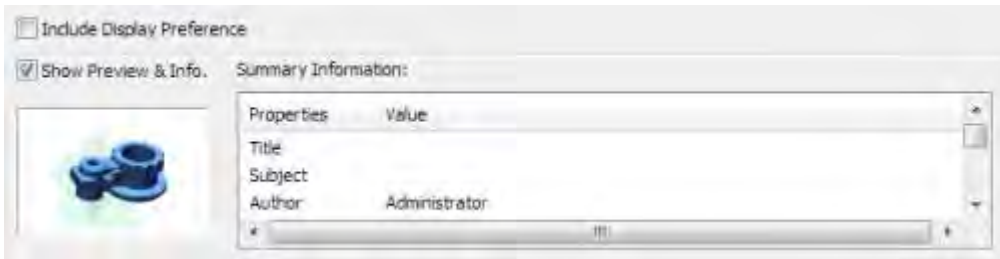 Include Display Preference
Show Preview & Info.
Summary Information:
Properties Value
Title
Subject
Author Administrator